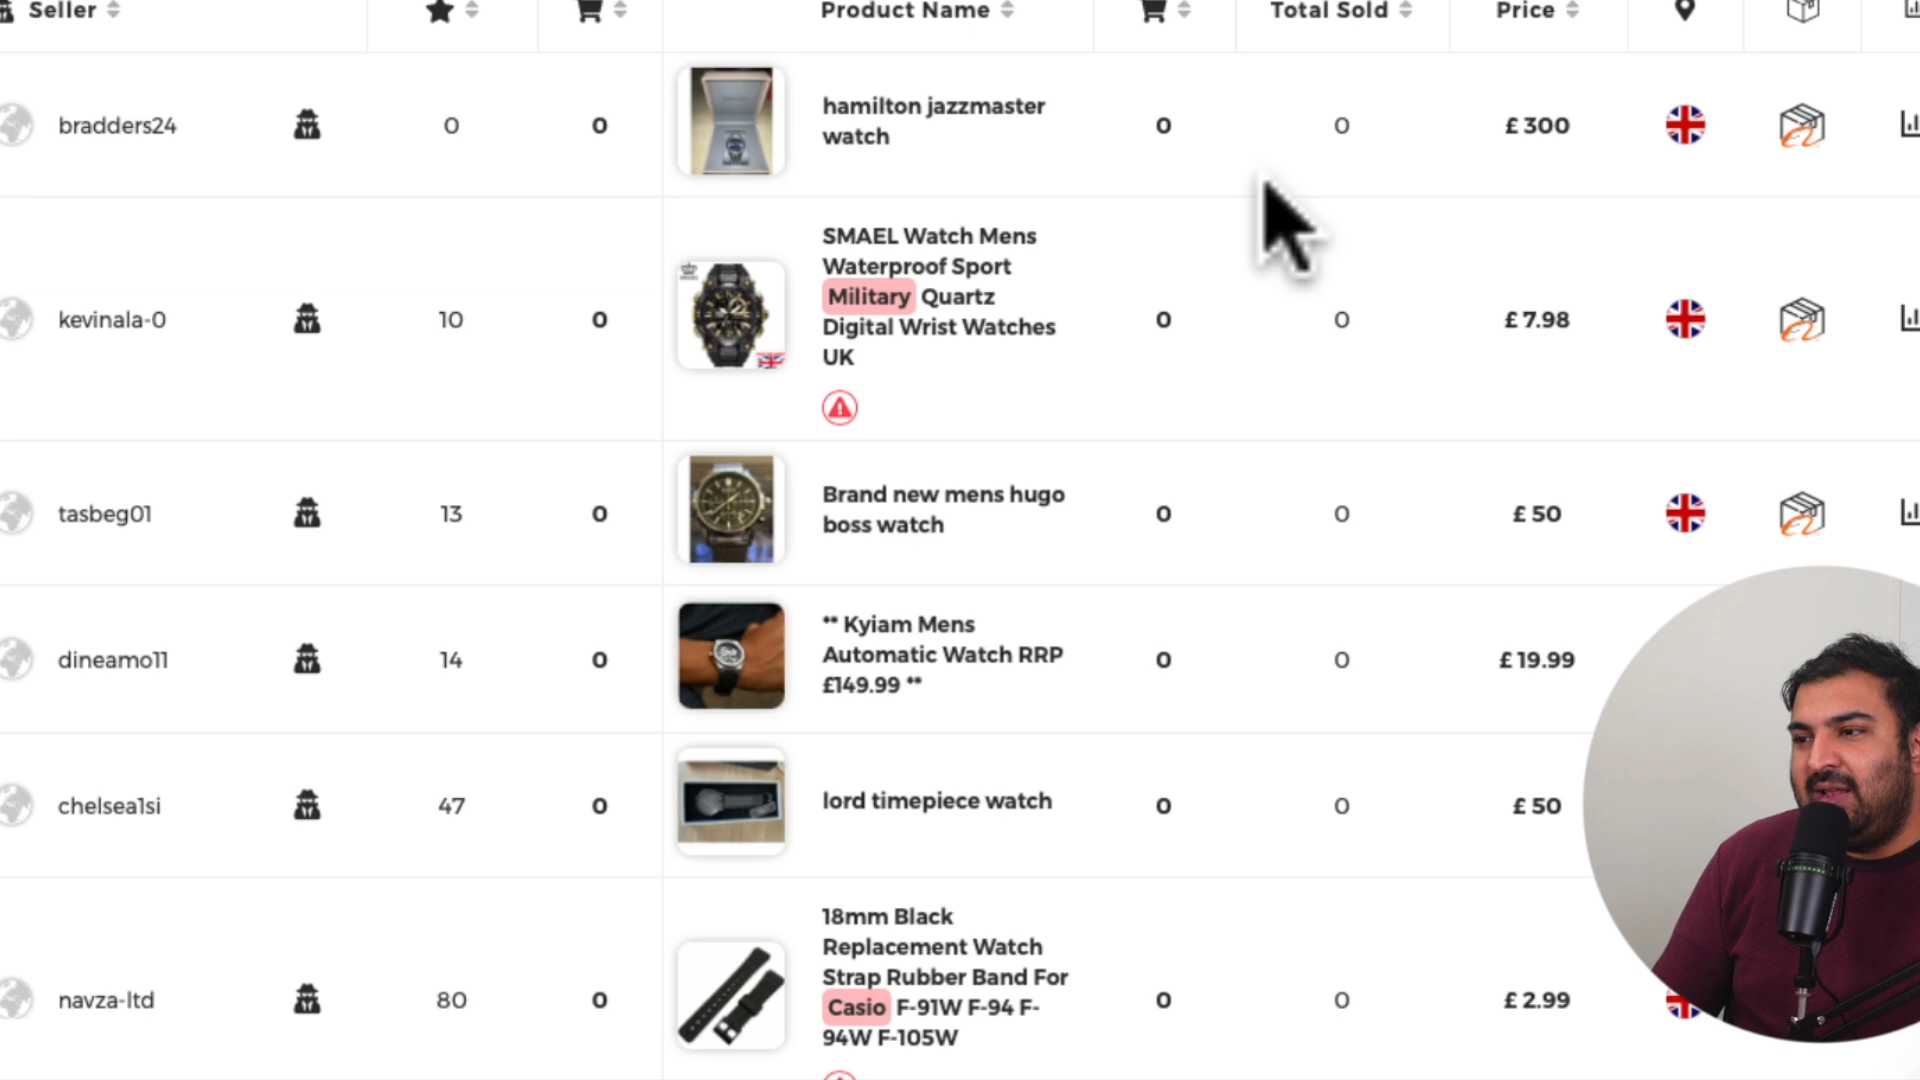 Seller
Product Name
Total Sold
Price
bradders24
0
0
hamilton jazzmaster
watch
0
0
£ 300
kevinala-0
10
0
SMAEL Watch Mens
Waterproof Sport
Military Quartz
Digital Wrist Watches
UK
0
0
£ 7.98
tasbeg01
13
0
Brand new mens hugo
boss watch
0
0
£ 50
dineamo11
14
0
** Kyiam Mens
Automatic Watch RRP
£149.99 **
0
0
£ 19.99
chelsea1si
47
0
lord timepiece watch
0
0
£ 50
navza-ltd
80
0
18mm Black
Replacement Watch
Strap Rubber Band For
Casio F-91W F-94 F-
94W F-105W
0
0
£ 2.99